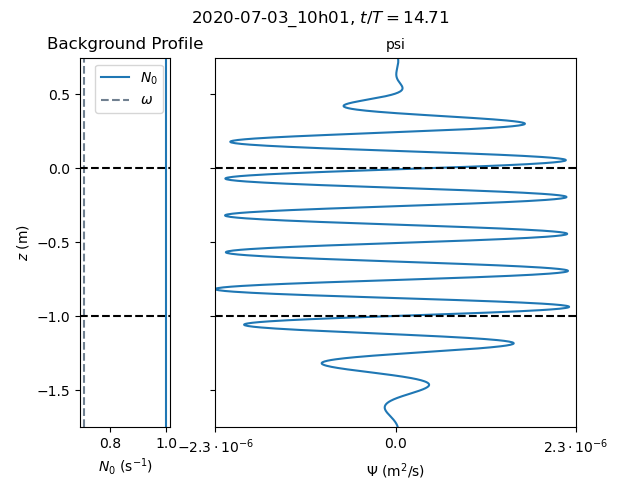 2020-07-03_10h01, t/T = 14.71
Background Profile
psi
N₀
ω
0.5
0.0
−0.5
−1.0
−1.5
z (m)
0.8
1.0
N₀ (s⁻¹)
−2.3 · 10⁻⁶
0.0
2.3 · 10⁻⁶
Ψ (m²/s)